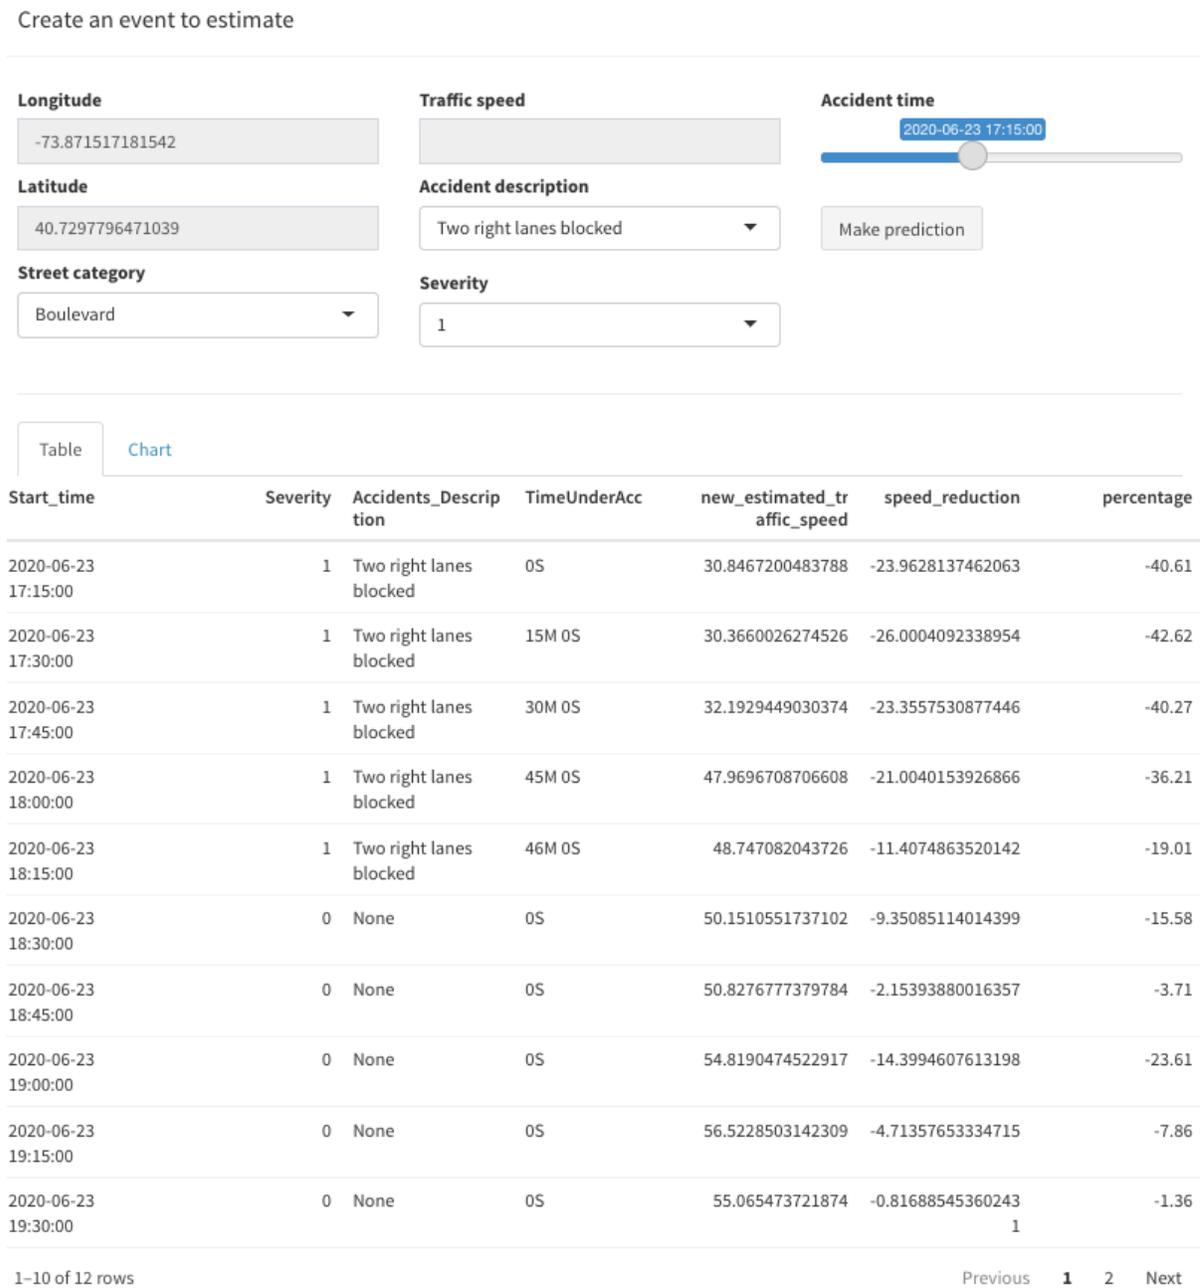 Create an event to estimate
Longitude
Traffic speed
Accident time
-73.871517181542
2020-06-23 17:15:00
Latitude
Accident description
40.7297796471039
Two right lanes blocked
Make prediction
Street category
Severity
Boulevard
1
Table
Chart
Start_time Severity Accidents_Descrip TimeUnderAcc new_estimated_tr speed_reduction percentage
tion affic_speed
2020-06-23 1 Two right lanes 0S 30.8467200483788 -23.9628137462063 -40.61
17:15:00 blocked
2020-06-23 1 Two right lanes 15M 0S 30.3660026274526 -26.0004092338954 -42.62
17:30:00 blocked
2020-06-23 1 Two right lanes 30M 0S 32.1929449030374 -23.3557530877446 -40.27
17:45:00 blocked
2020-06-23 1 Two right lanes 45M 0S 47.9696708706608 -21.0040153926866 -36.21
18:00:00 blocked
2020-06-23 1 Two right lanes 46M 0S 48.747082043726 -11.4074863520142 -19.01
18:15:00 blocked
2020-06-23 0 None 0S 50.1510551737102 -9.35085114014399 -15.58
18:30:00
2020-06-23 0 None 0S 50.8276777379784 -2.15393880016357 -3.71
18:45:00
2020-06-23 0 None 0S 54.8190474522917 -14.3994607613198 -23.61
19:00:00
2020-06-23 0 None 0S 56.5228503142309 -4.71357653334715 -7.86
19:15:00
2020-06-23 0 None 0S 55.065473721874 -0.81688545360243 -1.36
19:30:00 1
1–10 of 12 rows
Previous 1 2 Next